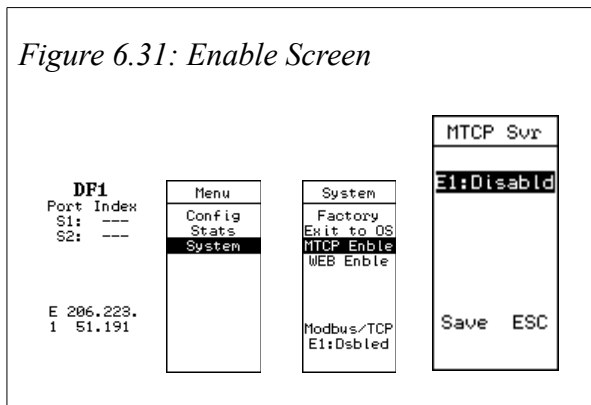 Figure 6.31: Enable Screen
DF1
Port Index
S1: ---
S2: ---
E 206.223.
1 51.191
Menu
Config
Stats
System
System
Factory
Exit to OS
MTCP Enble
WEB Enble
Modbus/TCP
E1:Dsbled
MTCP Svr
E1:Disabld
Save ESC